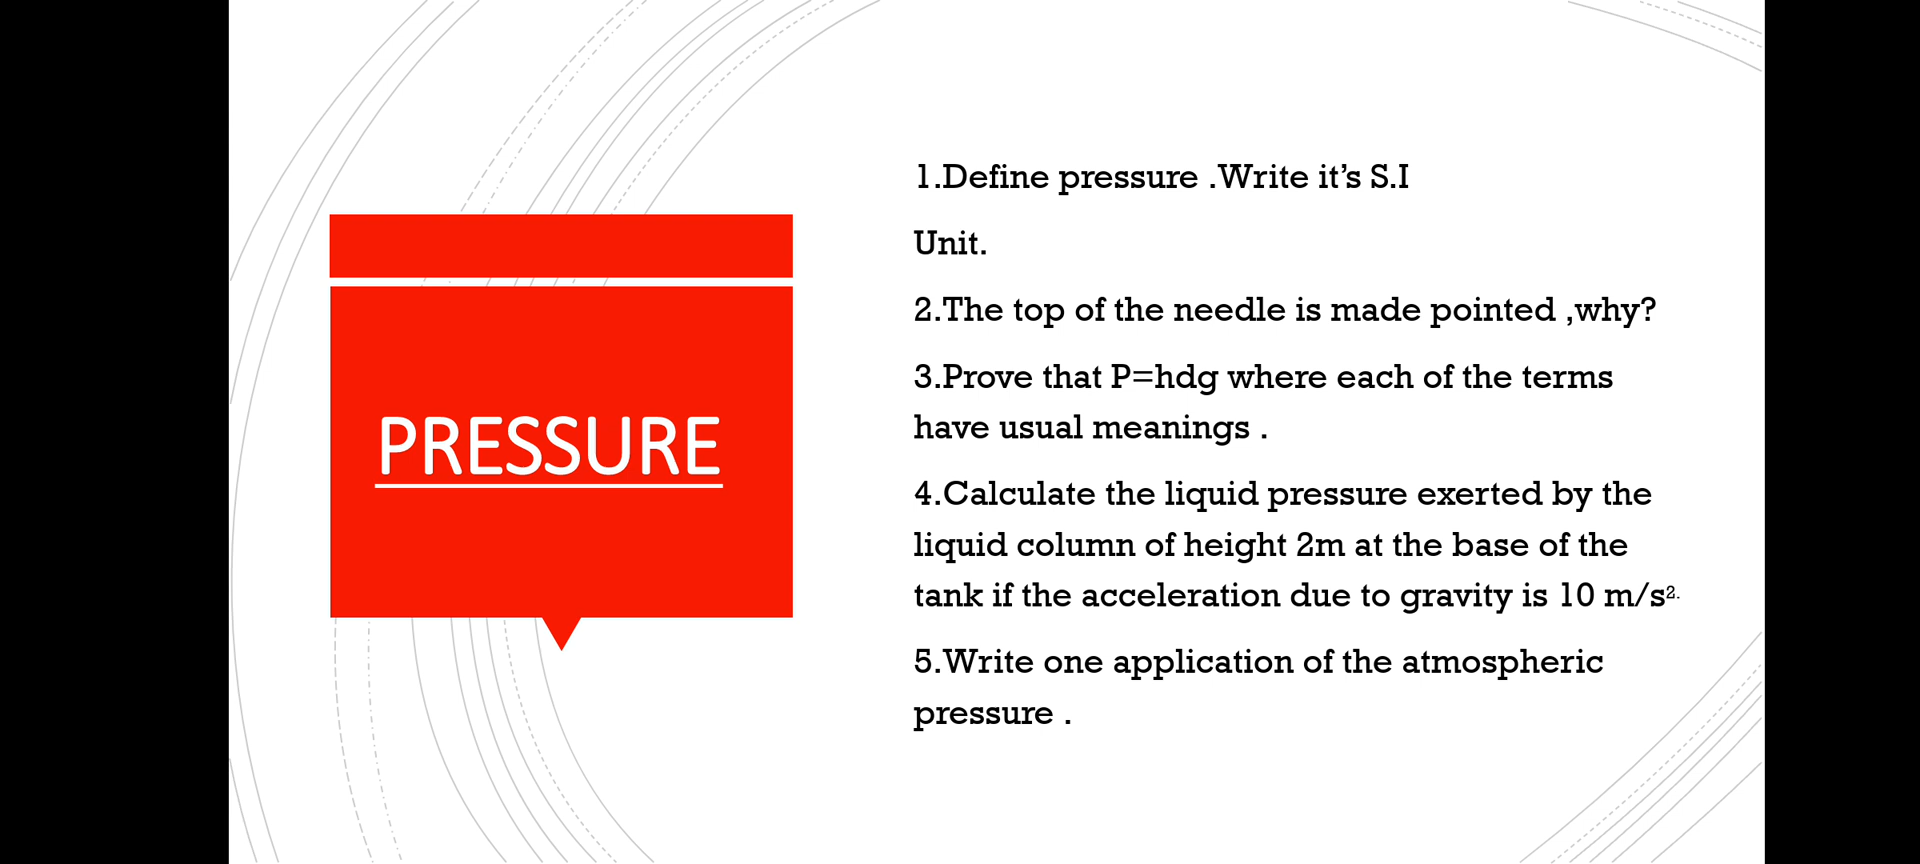 PRESSURE
1.Define pressure .Write it’s S.I
Unit.
2.The top of the needle is made pointed ,why?
3.Prove that P=hdg where each of the terms
have usual meanings .
4.Calculate the liquid pressure exerted by the
liquid column of height 2m at the base of the
tank if the acceleration due to gravity is 10 m/s².
5.Write one application of the atmospheric
pressure .